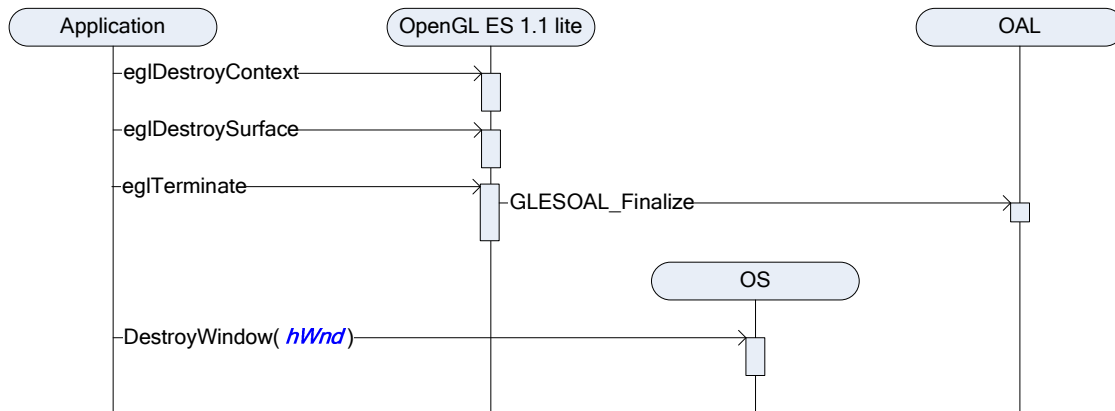 Application
OpenGL ES 1.1 lite
OAL
eglDestroyContext
eglDestroySurface
eglTerminate
GLESOAL_Finalize
OS
DestroyWindow( hWnd )